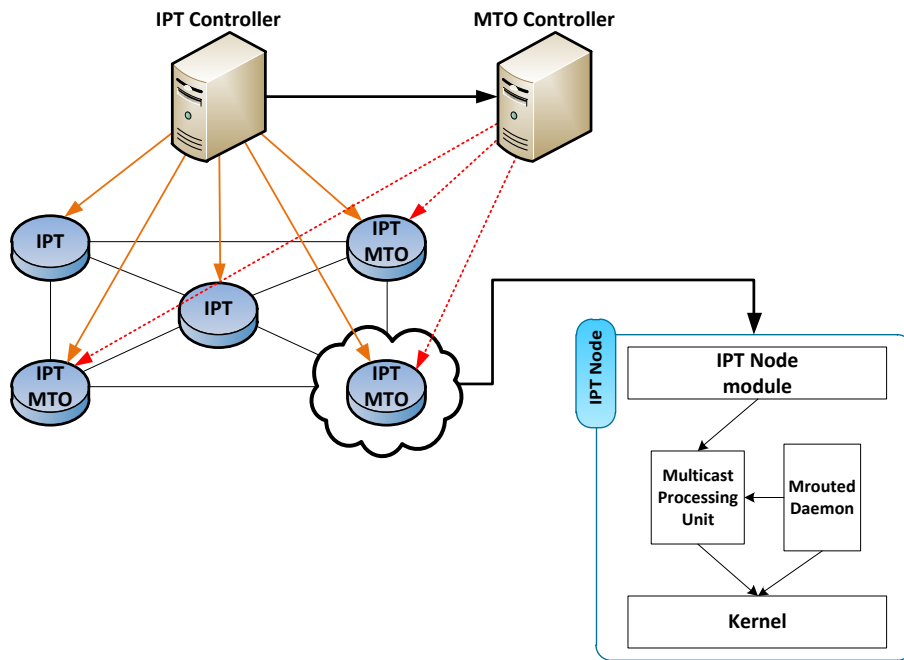 IPT Controller
MTO Controller
IPT
IPT
MTO
IPT
IPT
MTO
IPT
MTO
IPT Node
IPT Node
module
Multicast
Processing
Unit
Mrouted
Daemon
Kernel